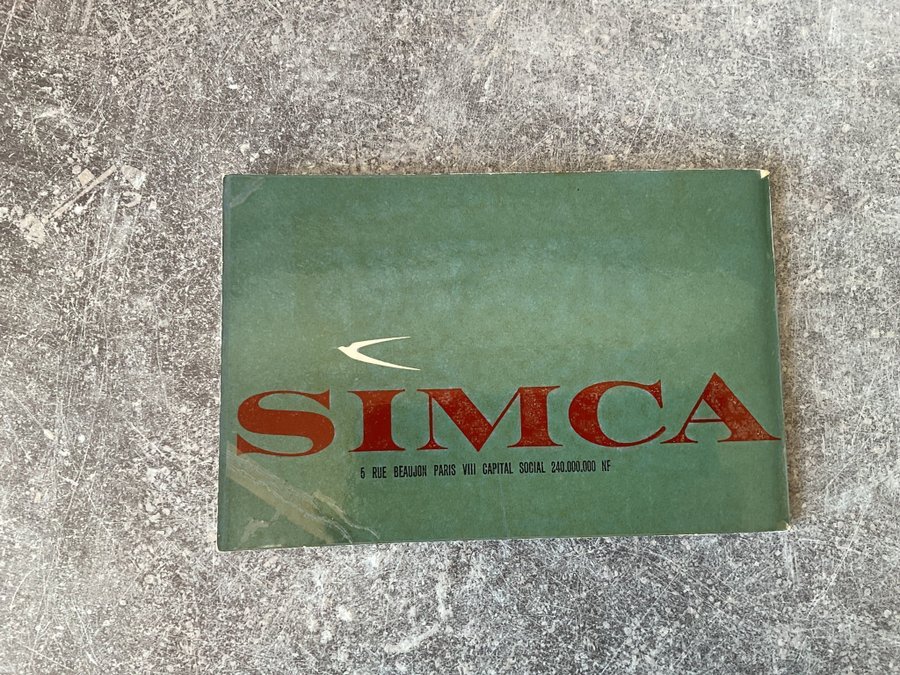 SIMCA
5 RUE BEAUJON PARIS VIII CAPITAL SOCIAL 240.000.000 NF